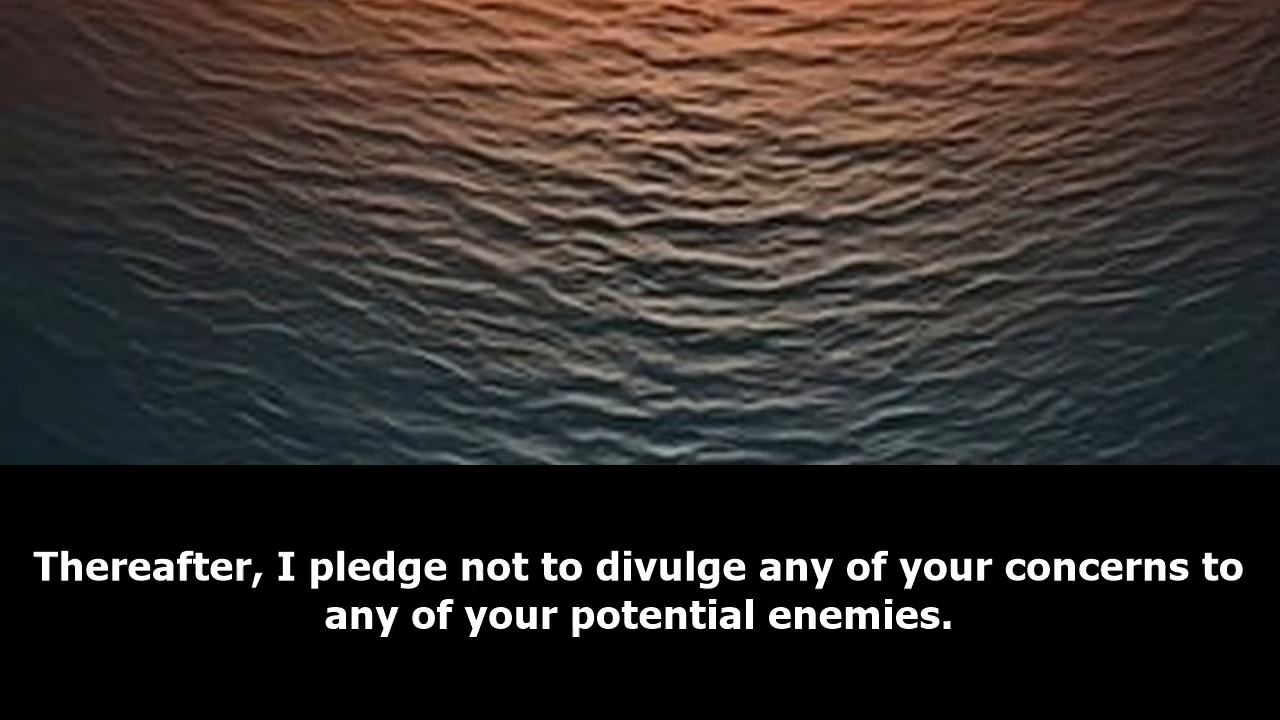 Thereafter, I pledge not to divulge any of your concerns to
any of your potential enemies.